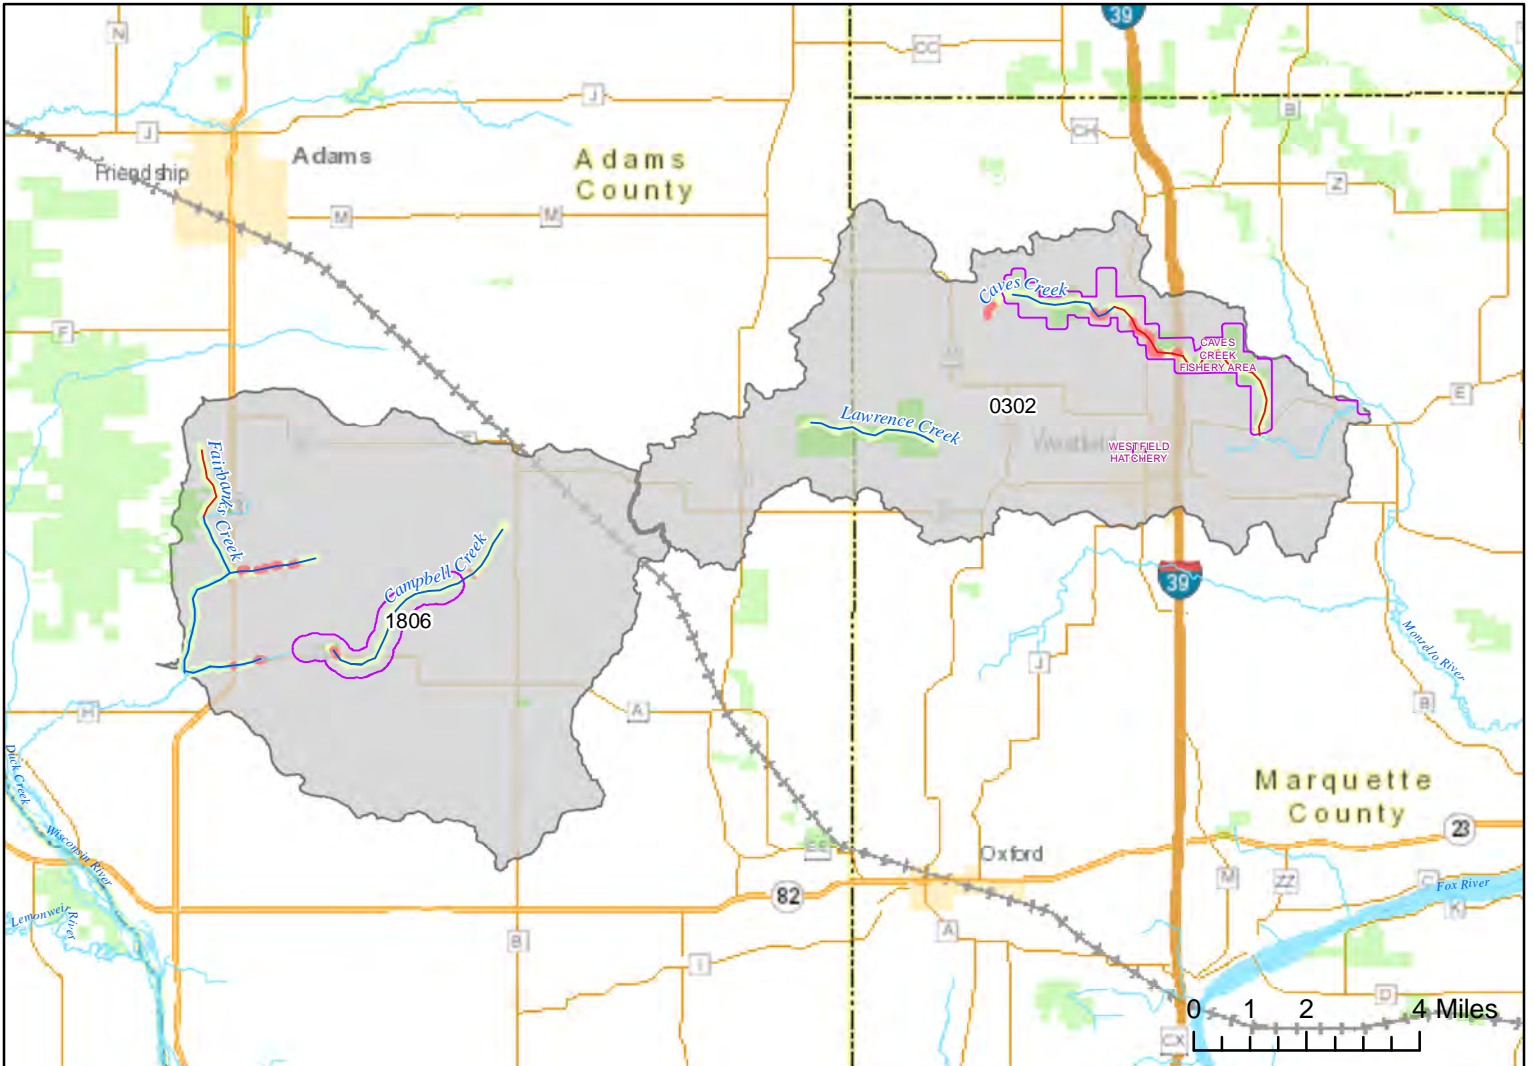 39
N
CC
J
B
J
CH
Adams
Adams
County
Friendship
Z
M
M
F
Caves Creek
CAVES
CREEK
FISHERY AREA
E
0302
Lawrence Creek
Westfield
WESTFIELD
HATCHERY
Fairbanks Creek
Campbell Creek
1806
39
J
Monzello River
B
H
A
Duck Creek
Marquette
County
23
Wisconsin River
EE
Oxford
82
M
ZZ
C
Fox River
K
Lemonweir
River
B
A
I
D
0 1 2 4 Miles
CX